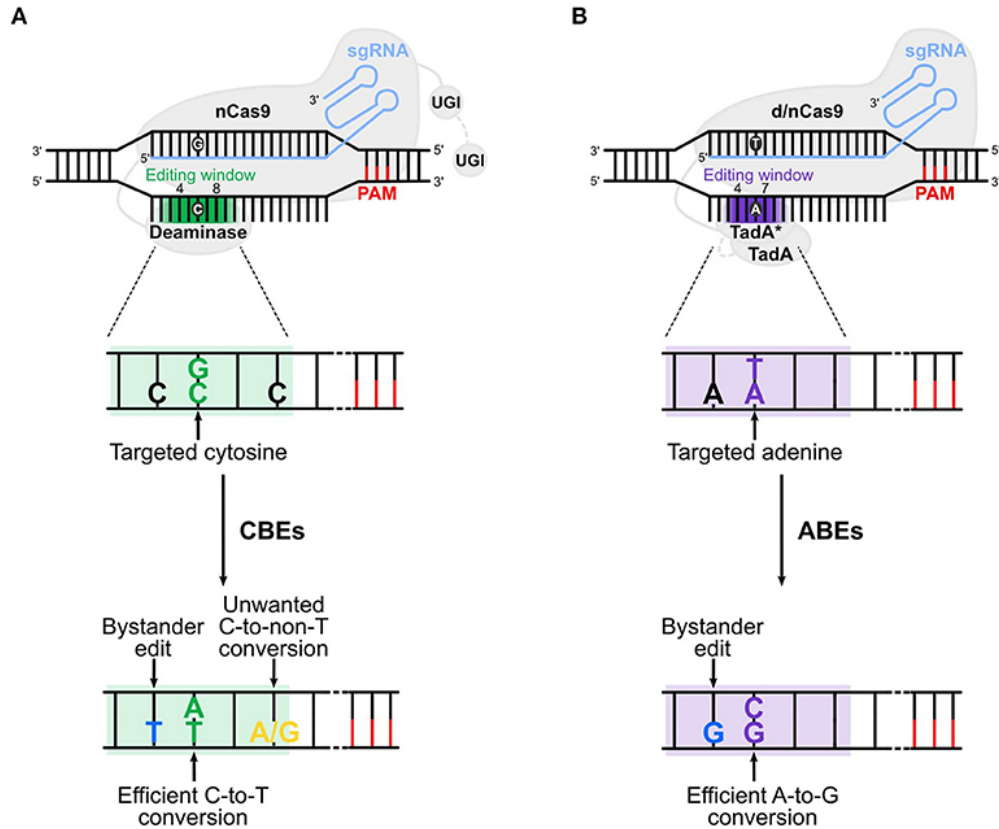 A
sgRNA
3'
nCas9
UGI
UGI
G
3'
5'
5'
5'
3'
Editing window
4 8
PAM
C
Deaminase
G
C C C
Targeted cytosine
CBEs
Unwanted
C-to-non-T
conversion
Bystander
edit
A
T T A/G
Efficient C-to-T
conversion
B
sgRNA
3'
d/nCas9
T
3'
5'
5'
5'
3'
Editing window
4 7
PAM
A
TadA*
TadA
T
A A
Targeted adenine
ABEs
Bystander
edit
C
G G
Efficient A-to-G
conversion